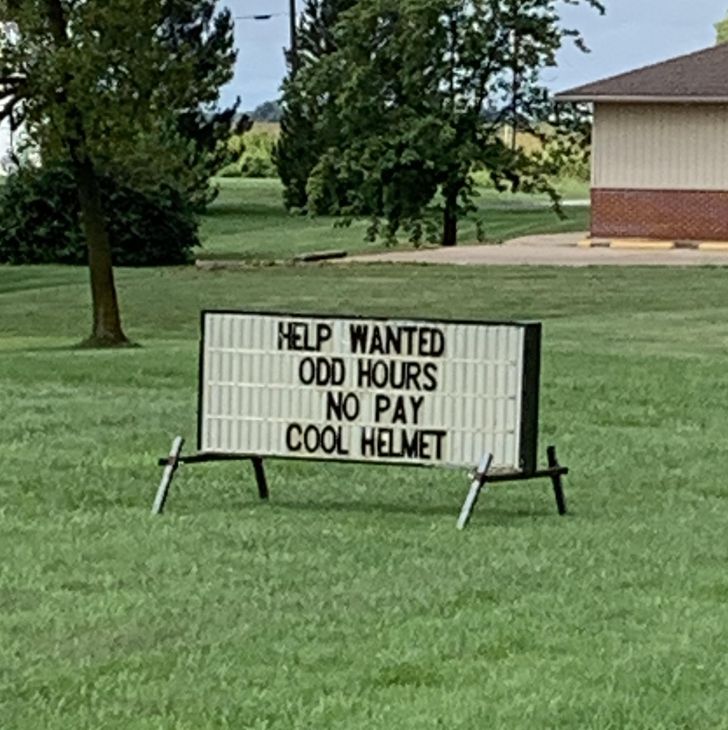 HELP WANTED
ODD HOURS
NO PAY
COOL HELMET